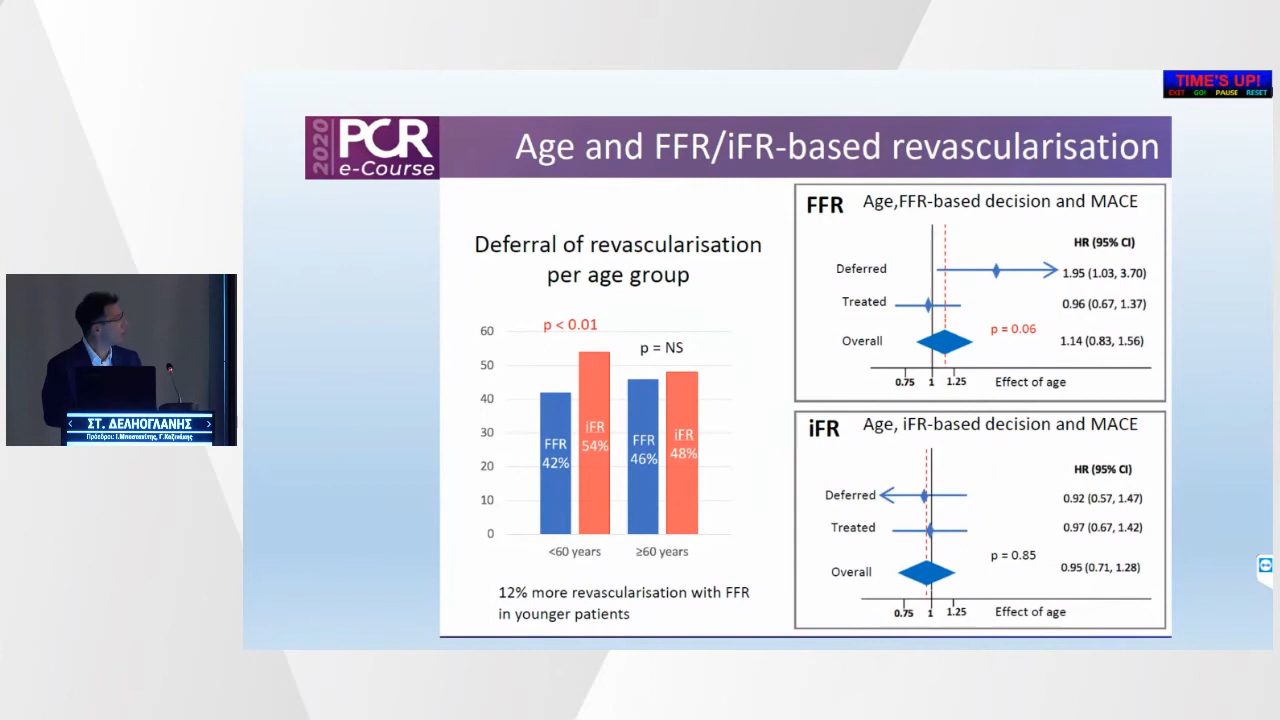 TIME'S UP!
EXIT GO! PAUSE RESET
2020
PCR
e-Course
Age and FFR/iFR-based revascularisation
Deferral of revascularisation
per age group
p < 0.01
p = NS
60
50
40
30
20
10
0
FFR
42%
iFR
54%
FFR
46%
iFR
48%
<60 years
≥60 years
12% more revascularisation with FFR
in younger patients
FFR
Age,FFR-based decision and MACE
HR (95% CI)
Deferred
1.95 (1.03, 3.70)
Treated
0.96 (0.67, 1.37)
Overall
p = 0.06
1.14 (0.83, 1.56)
0.75 1 1.25 Effect of age
iFR
Age, iFR-based decision and MACE
HR (95% CI)
Deferred
0.92 (0.57, 1.47)
Treated
0.97 (0.67, 1.42)
Overall
p = 0.85
0.95 (0.71, 1.28)
0.75 1 1.25 Effect of age
ΣΤ. ΔΕΛΗΟΓΛΑΝΗΣ